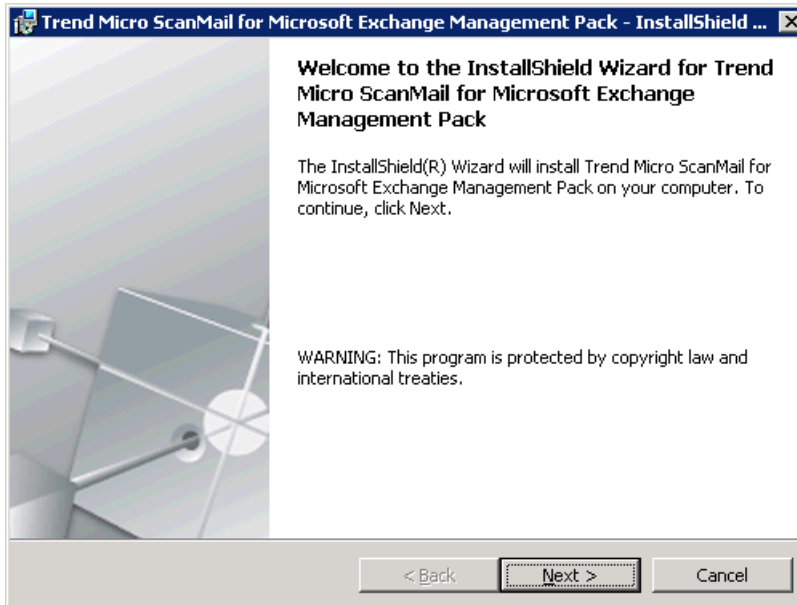 Trend Micro ScanMail for Microsoft Exchange Management Pack - InstallShield ...
Welcome to the InstallShield Wizard for Trend
Micro ScanMail for Microsoft Exchange
Management Pack
The InstallShield(R) Wizard will install Trend Micro ScanMail for
Microsoft Exchange Management Pack on your computer. To
continue, click Next.
WARNING: This program is protected by copyright law and
international treaties.
< Back
Next >
Cancel